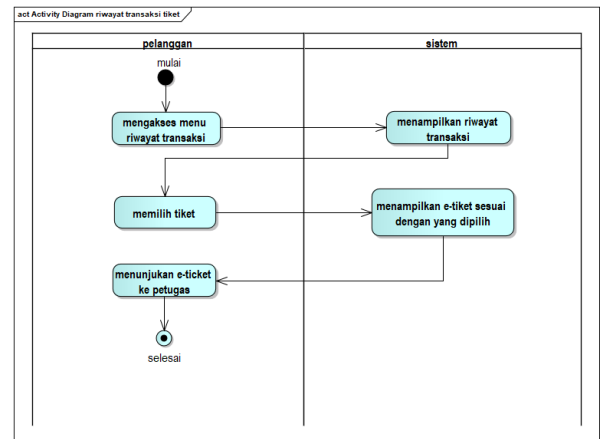 act Activity Diagram riwayat transaksi tiket
pelanggan
sistem
mulai
mengakses menu
riwayat transaksi
menampilkan riwayat
transaksi
memilih tiket
menampilkan e-tiket sesuai
dengan yang dipilih
menunjukan e-ticket
ke petugas
selesai